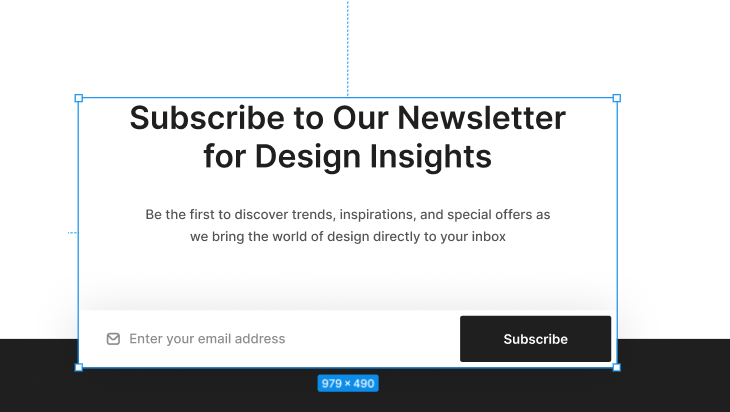 Subscribe to Our Newsletter
for Design Insights
Be the first to discover trends, inspirations, and special offers as
we bring the world of design directly to your inbox
Enter your email address
Subscribe
979 × 490